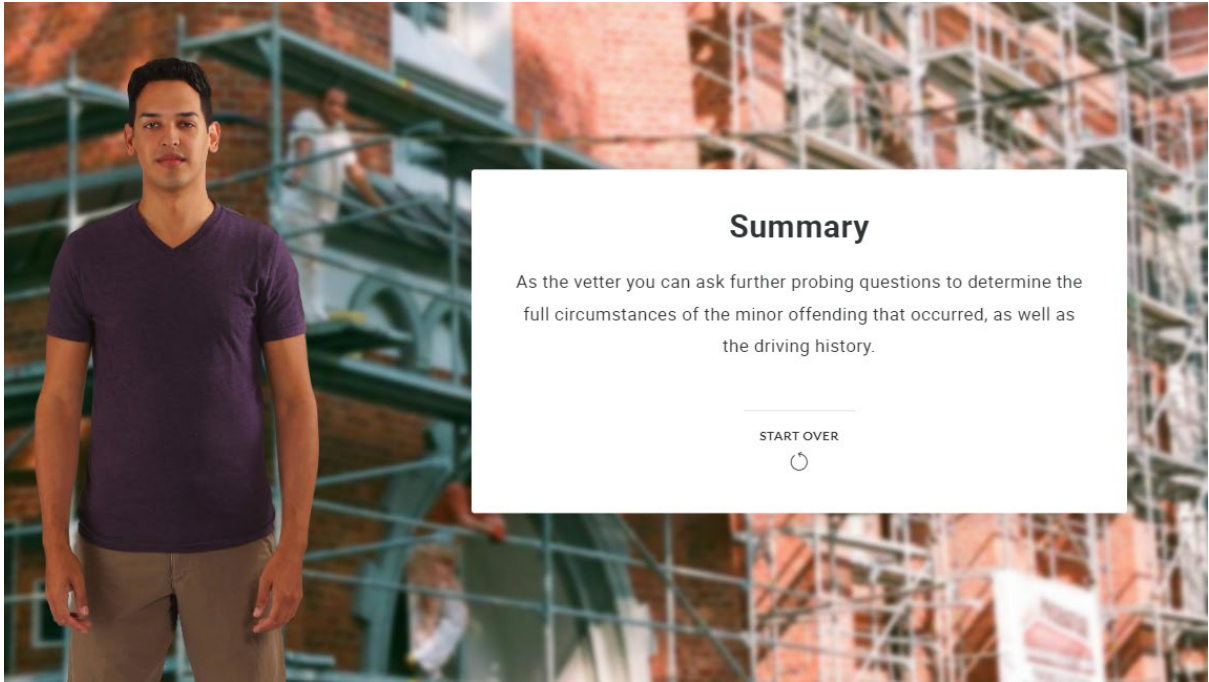 Summary
As the vetter you can ask further probing questions to determine the
full circumstances of the minor offending that occurred, as well as
the driving history.
START OVER